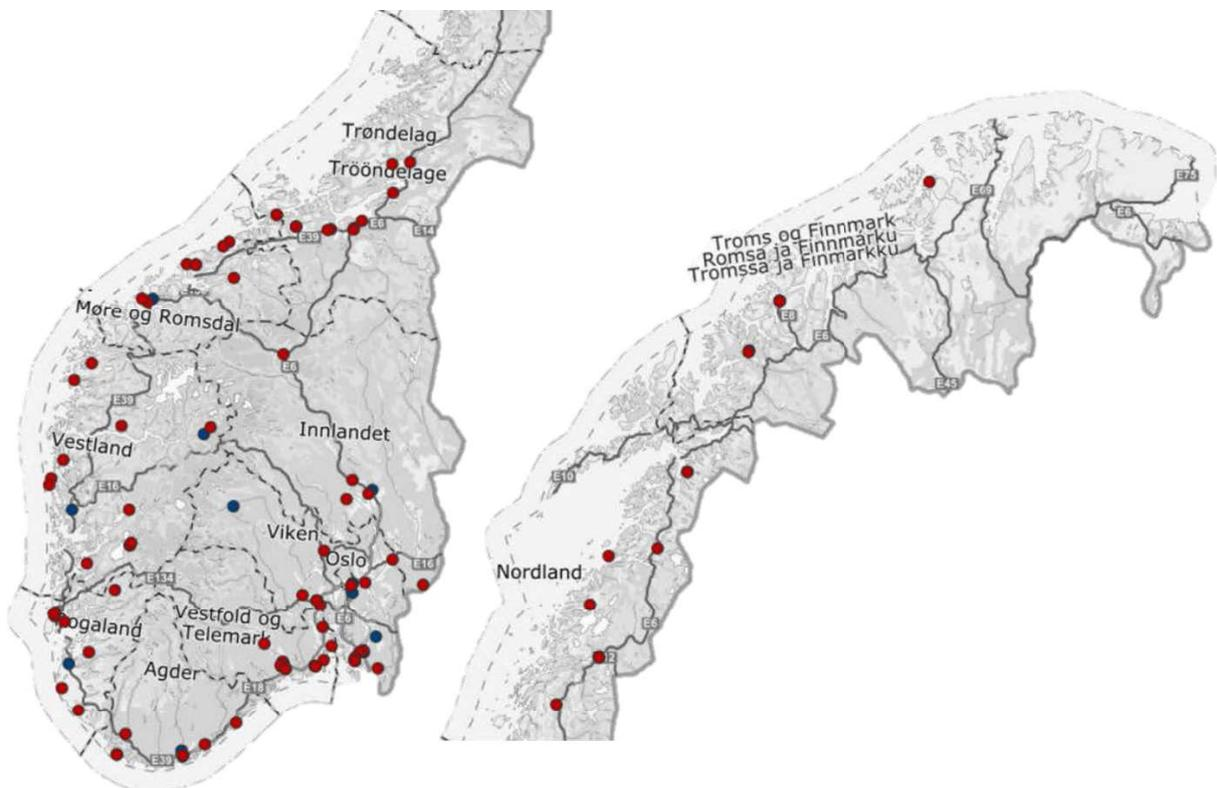 Trøndelag
Trööndelage
E6
E39
E14
Møre og Romsdal
E6
E39
Innlandet
Vestland
E16
Viken
Oslo
E16
E134
Vestfold og
Telemark
E6
Rogaland
Agder
E18
E39
E69
E75
E6
Troms og Finnmark
Romsa ja Finnmárku
Tromssa ja Finmarkku
E8
E6
E45
E10
Nordland
E6